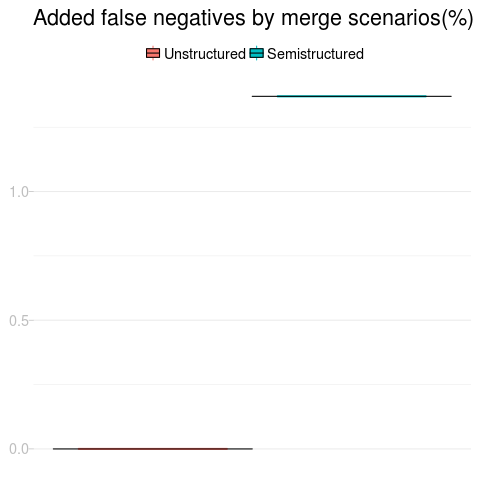 Added false negatives by merge scenarios(%)
Unstructured Semistructured
1.0
0.5
0.0